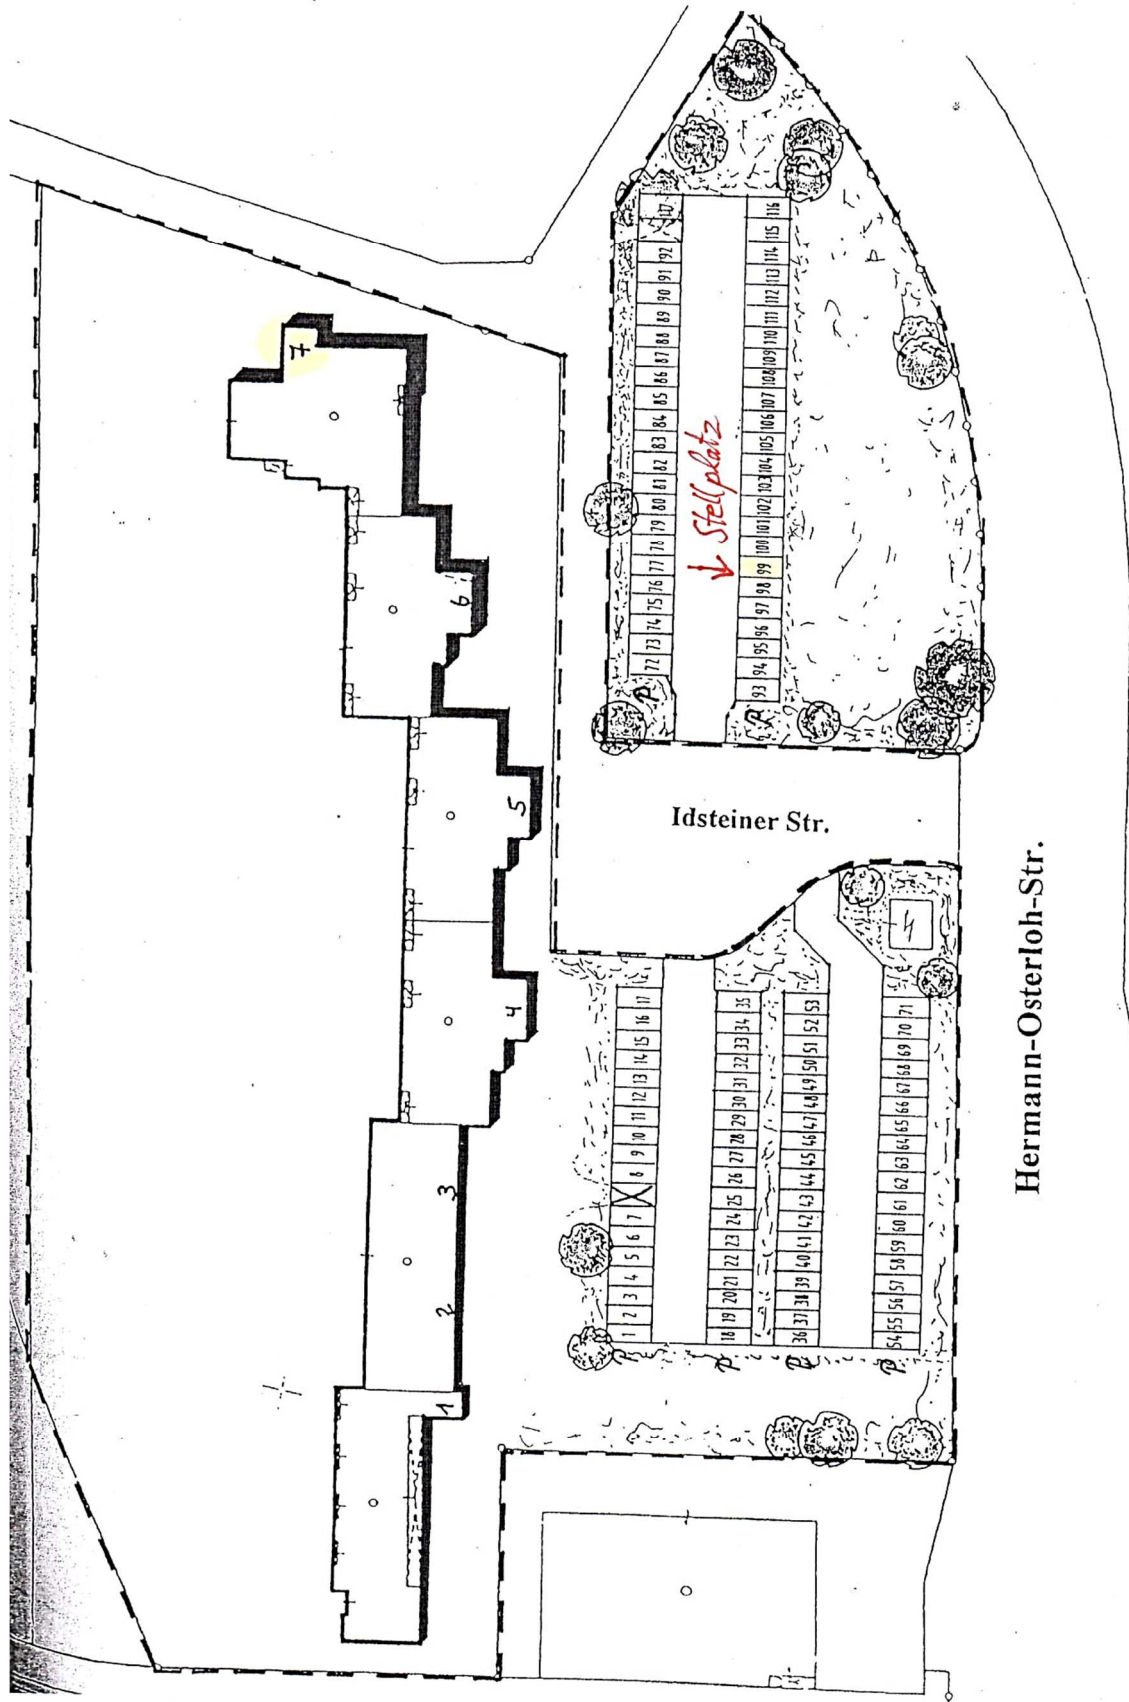 7
6
5
4
3
2
1
72 73 74 75 76 77 78 79 80 81 82 83 84 85 86 87 88 89 90 91 92
P
↓ Stellplatz
93 94 95 96 97 98 99 100 101 102 103 104 105 106 107 108 109 110 111 112 113 114 115 116
P
Idsteiner Str.
1 2 3 4 5 6 7 8 9 10 11 12 13 14 15 16 17
P
18 19 20 21 22 23 24 25 26 27 28 29 30 31 32 33 34 35
P
36 37 38 39 40 41 42 43 44 45 46 47 48 49 50 51 52 53
P
54 55 56 57 58 59 60 61 62 63 64 65 66 67 68 69 70 71
P
Hermann-Osterloh-Str.